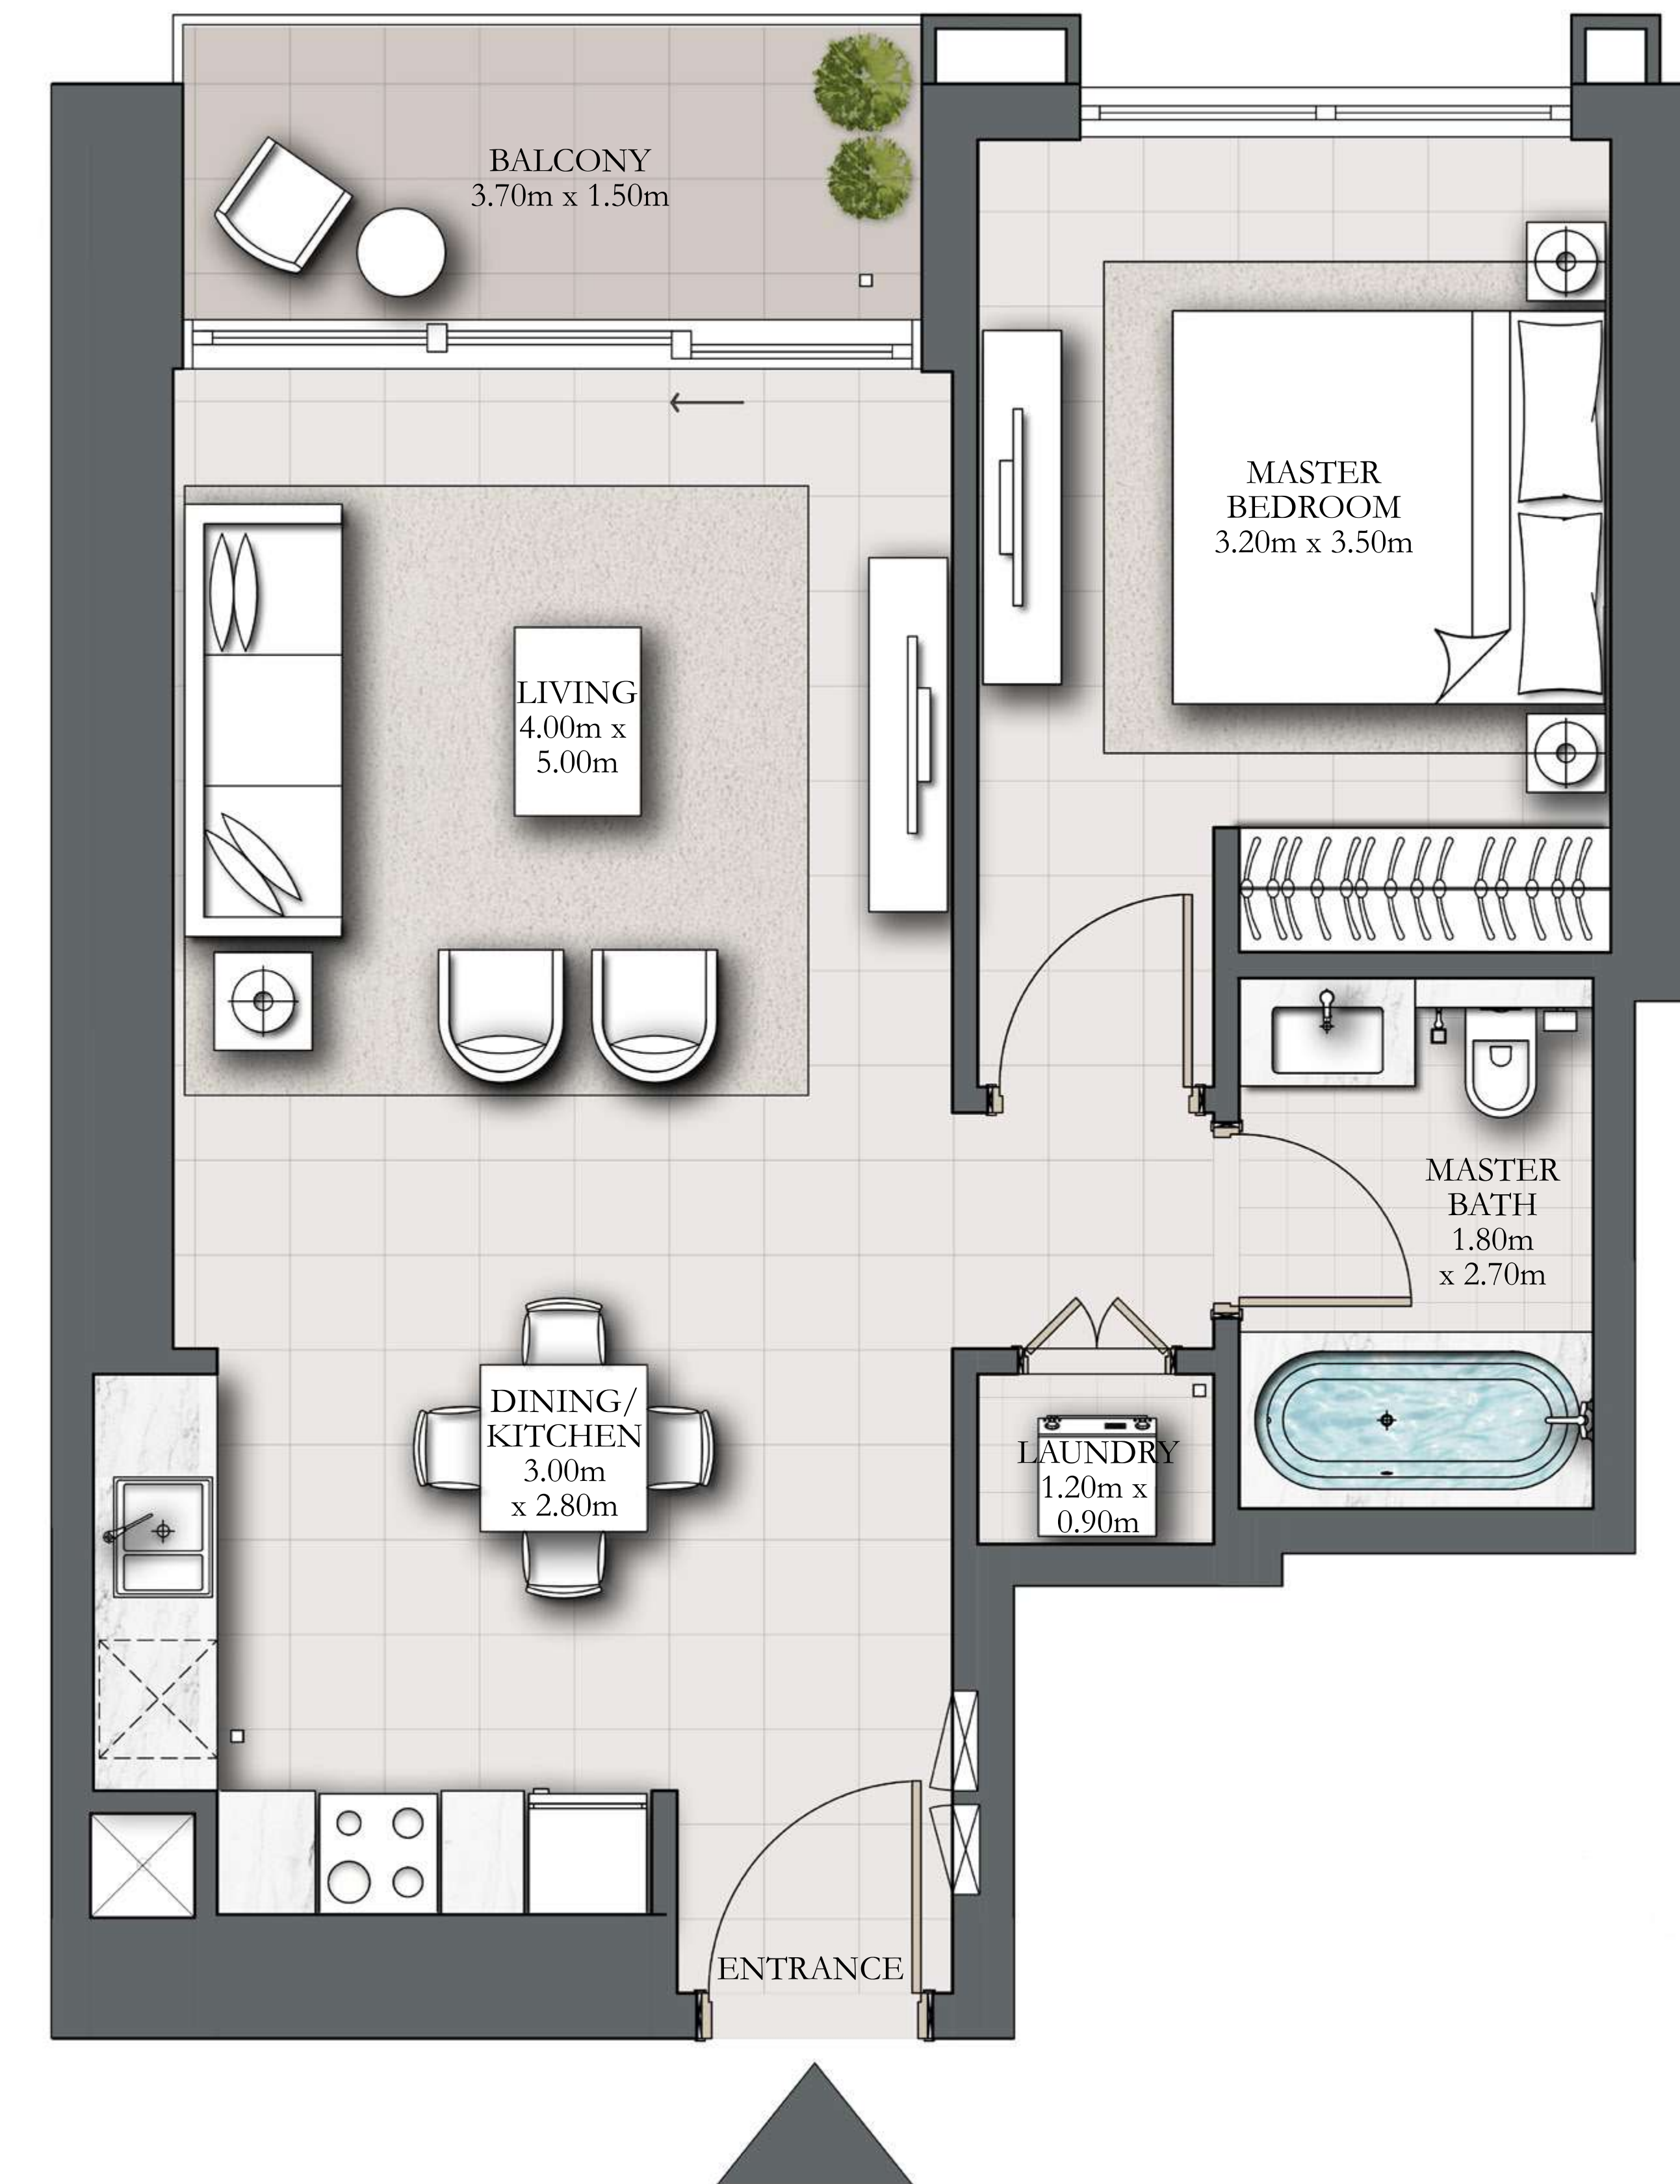 BALCONY
3.70m x 1.50m
MASTER
BEDROOM
3.20m x 3.50m
LIVING
4.00m x
5.00m
MASTER
BATH
1.80m
x 2.70m
DINING/
KITCHEN
3.00m
x 2.80m
LAUNDRY
1.20m x
0.90m
ENTRANCE